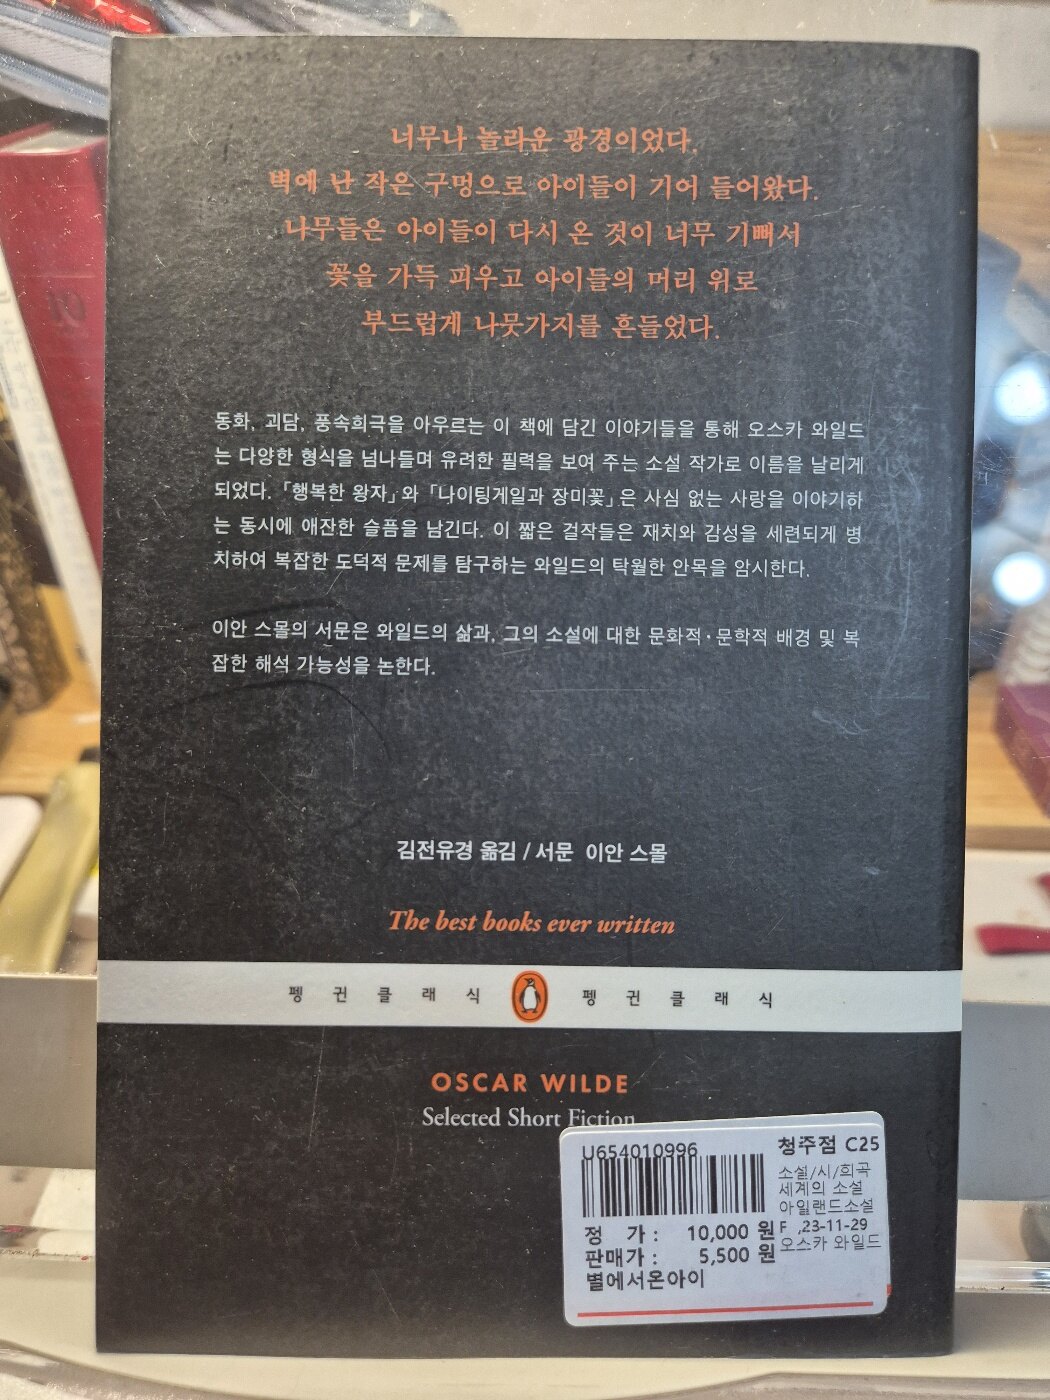 너무나 놀라운 광경이었다.
벽에 난 작은 구멍으로 아이들이 기어 들어왔다.
나무들은 아이들이 다시 온 것이 너무 기뻐서
꽃을 가득 피우고 아이들의 머리 위로
부드럽게 나뭇가지를 흔들었다.
동화, 괴담, 풍속희극을 아우르는 이 책에 담긴 이야기들을 통해 오스카 와일드
는 다양한 형식을 넘나들며 유려한 필력을 보여 주는 소설 작가로 이름을 날리게
되었다. 「행복한 왕자」와 「나이팅게일과 장미꽃」은 사심 없는 사랑을 이야기하
는 동시에 애잔한 슬픔을 남긴다. 이 짧은 걸작들은 재치와 감성을 세련되게 병
치하여 복잡한 도덕적 문제를 탐구하는 와일드의 탁월한 안목을 암시한다.
이안 스몰의 서문은 와일드의 삶과, 그의 소설에 대한 문화적·문학적 배경 및 복
잡한 해석 가능성을 논한다.
김전유경 옮김 / 서문 이안 스몰
The best books ever written
펭귄클래식 펭귄클래식
OSCAR WILDE
Selected Short Fiction
U654010996
청주점 C25
소설/시/희곡
세계의 소설
아일랜드소설
F ,23-11-29
오스카 와일드
정 가 : 10,000 원
판매가 : 5,500 원
별에서온아이